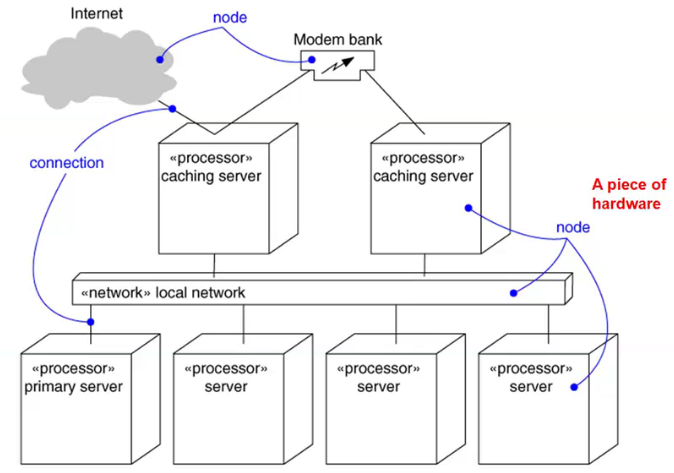 Internet
node
Modem bank
connection
«processor»
caching server
«processor»
caching server
A piece of
hardware
node
«network» local network
«processor»
primary server
«processor»
server
«processor»
server
«processor»
server